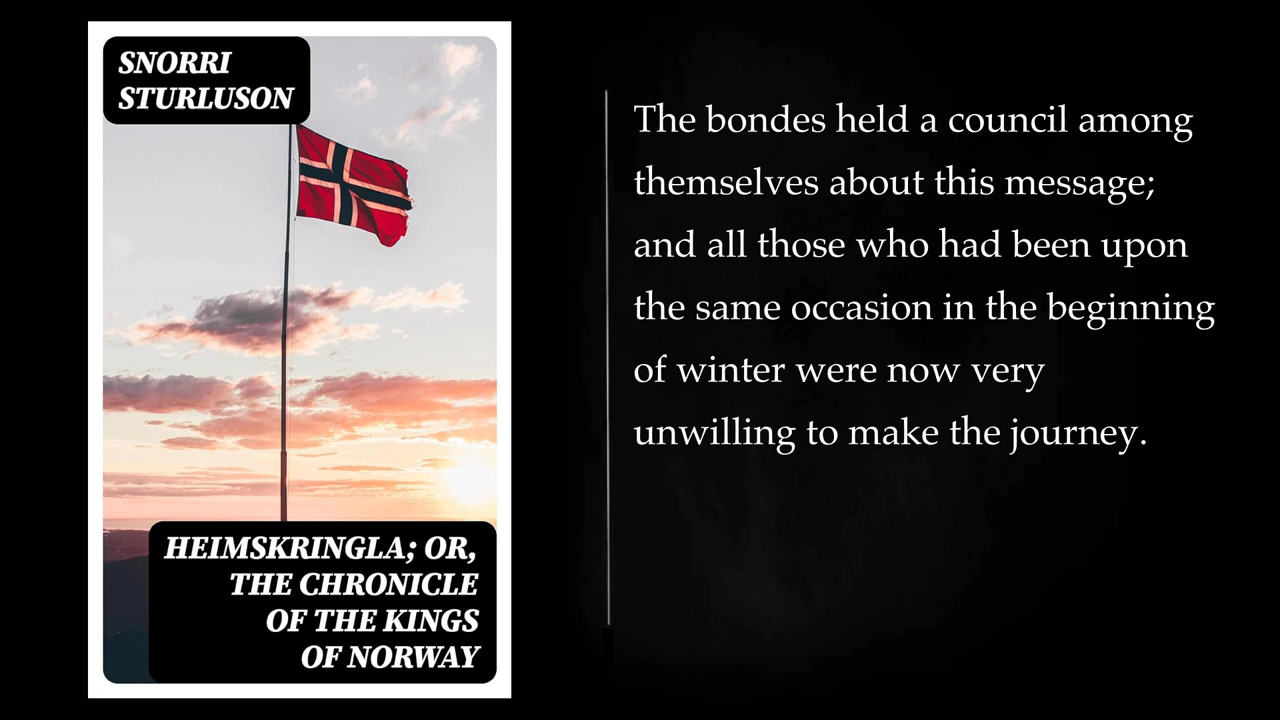 SNORRI
STURLUSON
HEIMSKRINGLA; OR,
THE CHRONICLE
OF THE KINGS
OF NORWAY
The bondes held a council among
themselves about this message;
and all those who had been upon
the same occasion in the beginning
of winter were now very
unwilling to make the journey.